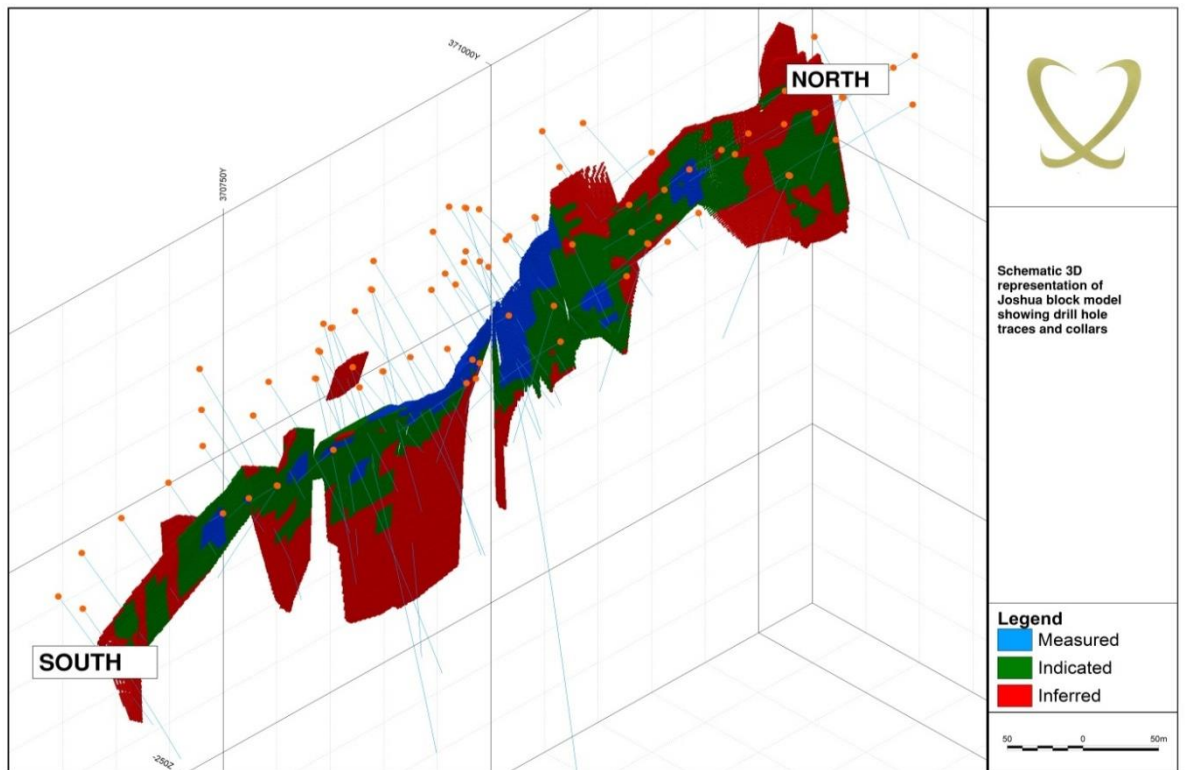 371000Y
NORTH
370750Y
SOUTH
-250Z
Schematic 3D
representation of
Joshua block model
showing drill hole
traces and collars
Legend
Measured
Indicated
Inferred
50 0 50m